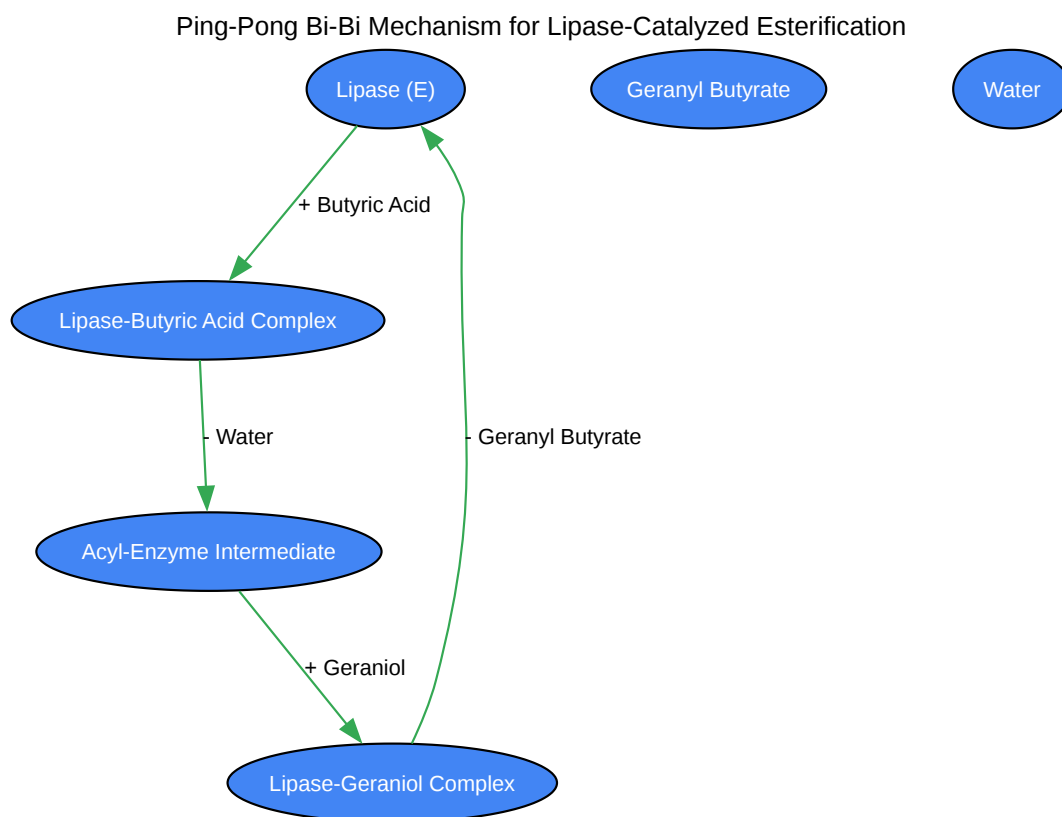 Ping-Pong Bi-Bi Mechanism for Lipase-Catalyzed Esterification
Lipase (E)
Geranyl Butyrate
Water
+ Butyric Acid
Lipase-Butyric Acid Complex
- Water
- Geranyl Butyrate
Acyl-Enzyme Intermediate
+ Geraniol
Lipase-Geraniol Complex